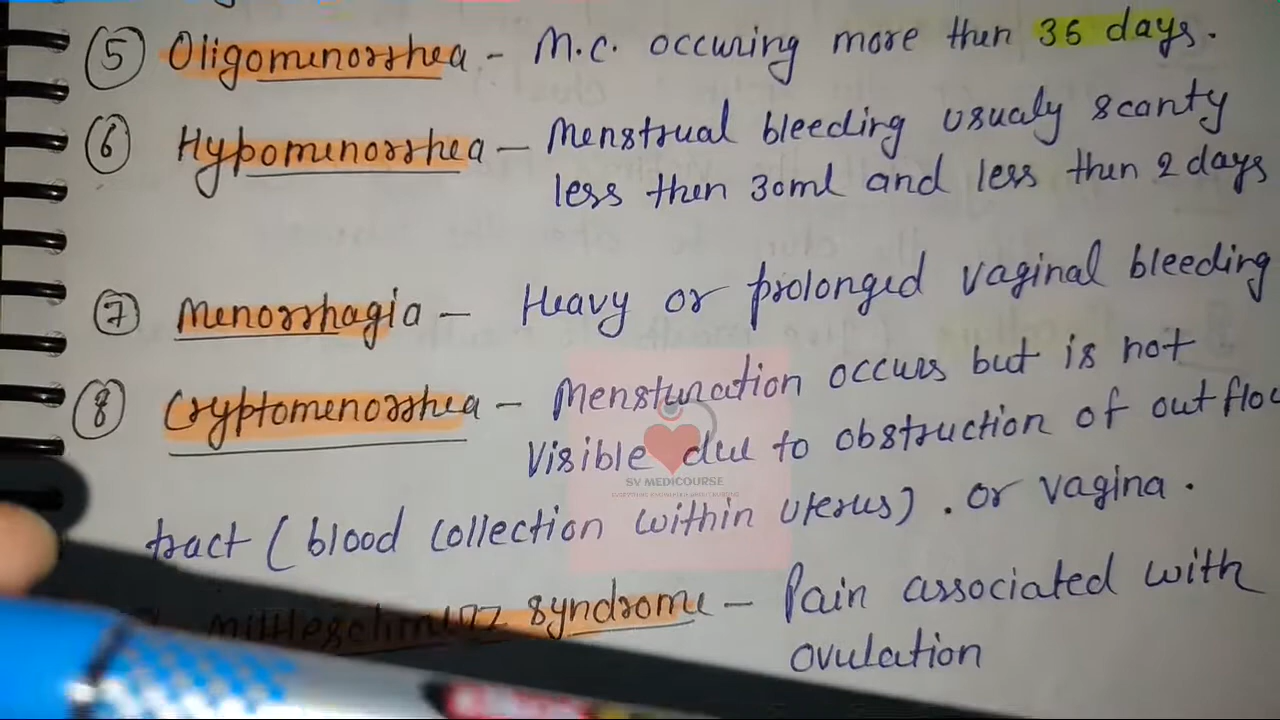 5 Oligomenorrhea - M.C. occuring more then 35 days.
6 Hypomenorrhea - Menstrual bleeding usualy scanty
less then 30ml and less then 2 days
7 Menorrhagia - Heavy or prolonged vaginal bleeding
8 Cryptomenorrhea - Menstunation occurs but is not
Visible due to obstruction of outflow
tract (blood collection within uterus). or vagina.
syndrome - Pain associated with
ovulation
SV MEDICOURSE